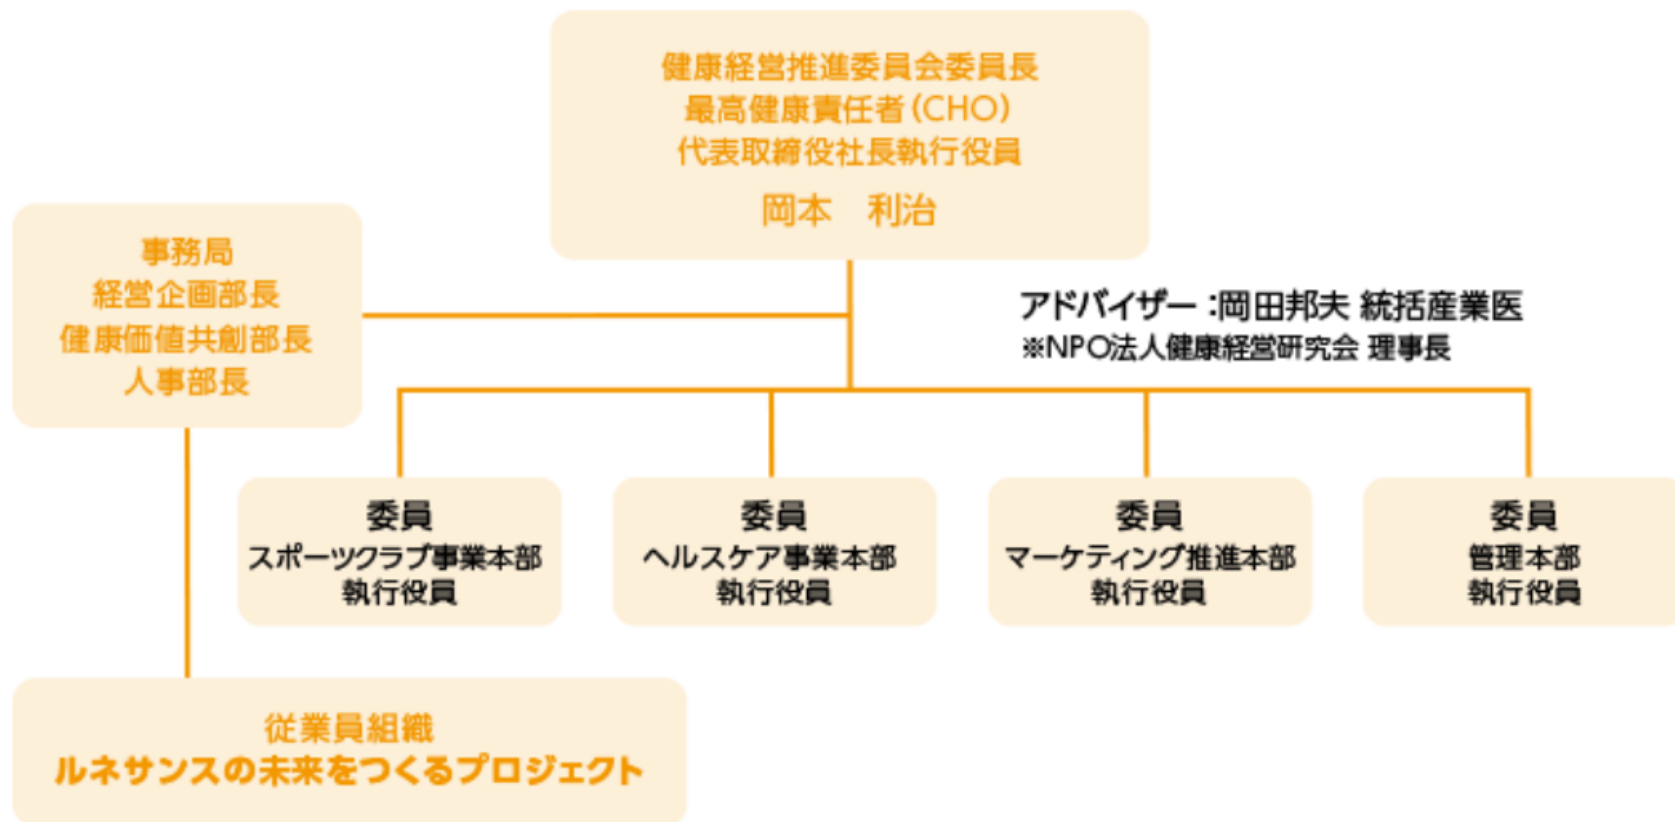 健康経営推進委員会委員長
最高健康責任者(CHO)
代表取締役社長執行役員
岡本　利治
事務局
経営企画部長
健康価値共創部長
人事部長
アドバイザー:岡田邦夫 統括産業医
※NPO法人健康経営研究会 理事長
委員
スポーツクラブ事業本部
執行役員
委員
ヘルスケア事業本部
執行役員
委員
マーケティング推進本部
執行役員
委員
管理本部
執行役員
従業員組織
ルネサンスの未来をつくるプロジェクト